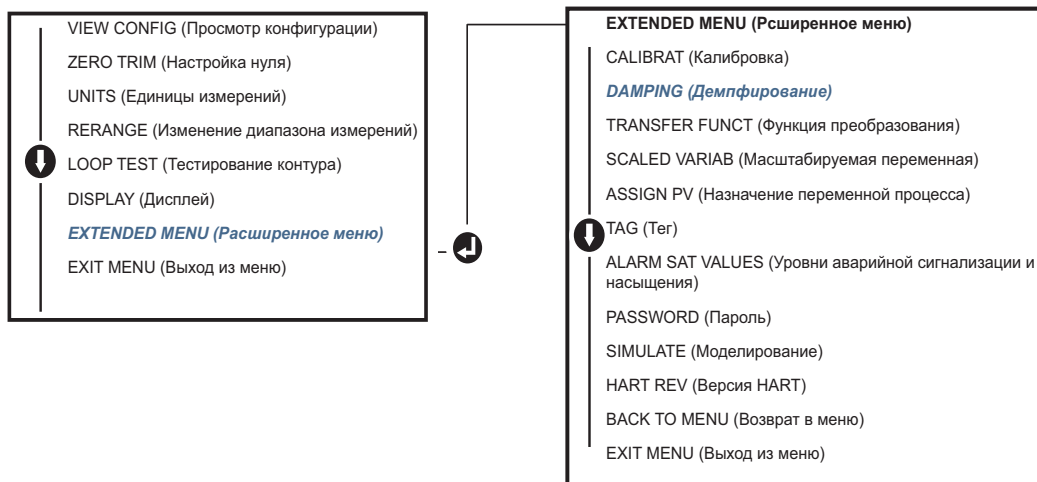 VIEW CONFIG (Просмотр конфигурации)
ZERO TRIM (Настройка нуля)
UNITS (Единицы измерений)
RERANGE (Изменение диапазона измерений)
LOOP TEST (Тестирование контура)
DISPLAY (Дисплей)
EXTENDED MENU (Расширенное меню)
EXIT MENU (Выход из меню)
EXTENDED MENU (Рсширенное меню)
CALIBRAT (Калибровка)
DAMPING (Демпфирование)
TRANSFER FUNCT (Функция преобразования)
SCALED VARIAB (Масштабируемая переменная)
ASSIGN PV (Назначение переменной процесса)
TAG (Тег)
ALARM SAT VALUES (Уровни аварийной сигнализации и
насыщения)
PASSWORD (Пароль)
SIMULATE (Моделирование)
HART REV (Версия HART)
BACK TO MENU (Возврат в меню)
EXIT MENU (Выход из меню)